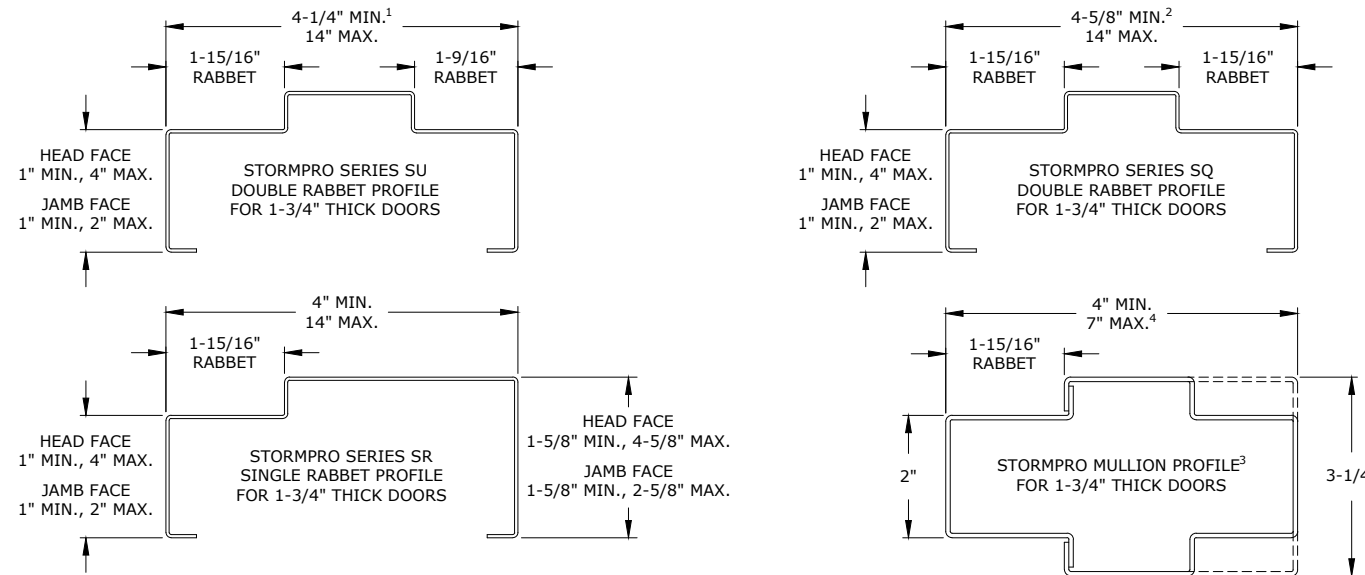 4-1/4" MIN.¹
14" MAX.
1-15/16"
RABBET
1-9/16"
RABBET
HEAD FACE
1" MIN., 4" MAX.
JAMB FACE
1" MIN., 2" MAX.
STORMPRO SERIES SU
DOUBLE RABBET PROFILE
FOR 1-3/4" THICK DOORS
4-5/8" MIN.²
14" MAX.
1-15/16"
RABBET
1-15/16"
RABBET
HEAD FACE
1" MIN., 4" MAX.
JAMB FACE
1" MIN., 2" MAX.
STORMPRO SERIES SQ
DOUBLE RABBET PROFILE
FOR 1-3/4" THICK DOORS
4" MIN.
14" MAX.
1-15/16"
RABBET
HEAD FACE
1" MIN., 4" MAX.
JAMB FACE
1" MIN., 2" MAX.
STORMPRO SERIES SR
SINGLE RABBET PROFILE
FOR 1-3/4" THICK DOORS
HEAD FACE
1-5/8" MIN., 4-5/8" MAX.
JAMB FACE
1-5/8" MIN., 2-5/8" MAX.
4" MIN.
7" MAX.⁴
1-15/16"
RABBET
2"
STORMPRO MULLION PROFILE³
FOR 1-3/4" THICK DOORS
3-1/4